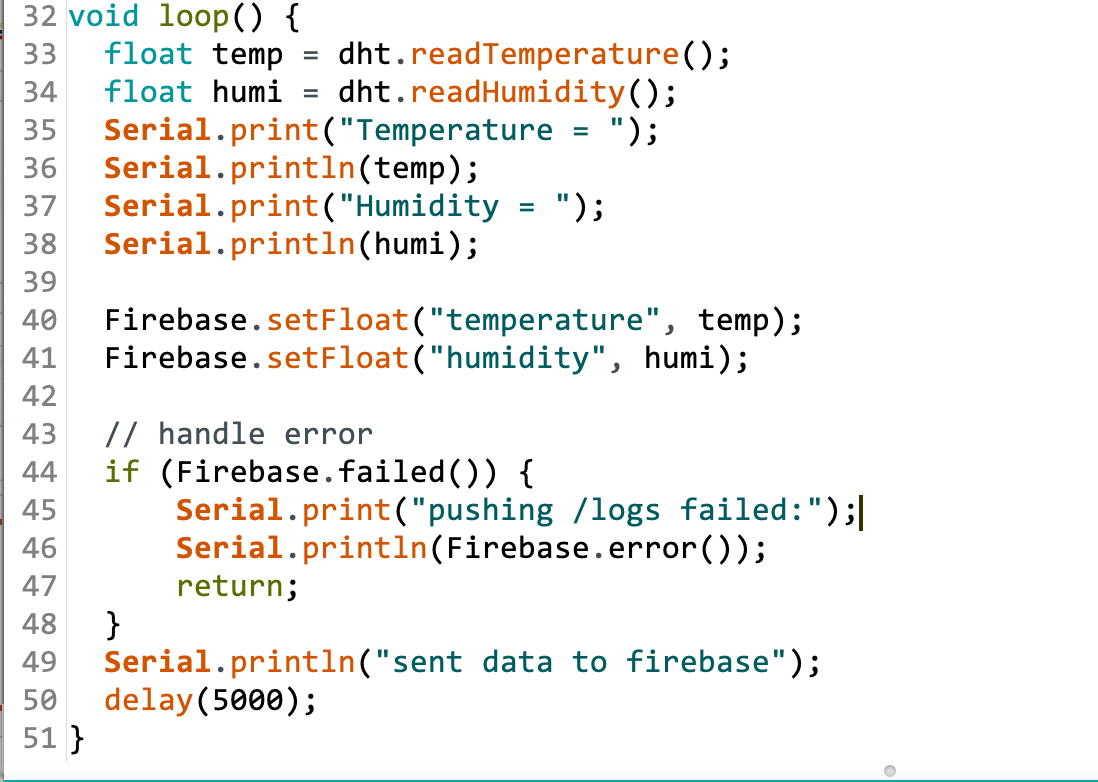 32 void loop() {
33   float temp = dht.readTemperature();
34   float humi = dht.readHumidity();
35   Serial.print("Temperature = ");
36   Serial.println(temp);
37   Serial.print("Humidity = ");
38   Serial.println(humi);
39
40   Firebase.setFloat("temperature", temp);
41   Firebase.setFloat("humidity", humi);
42
43   // handle error
44   if (Firebase.failed()) {
45       Serial.print("pushing /logs failed:");
46       Serial.println(Firebase.error());
47       return;
48   }
49   Serial.println("sent data to firebase");
50   delay(5000);
51 }